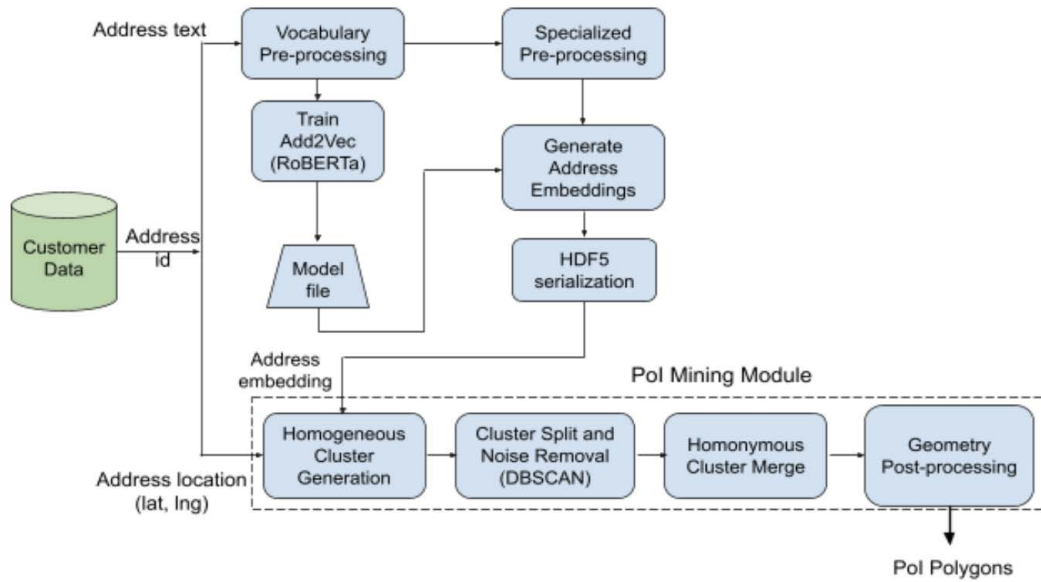 Address text
Vocabulary
Pre-processing
Specialized
Pre-processing
Train
Add2Vec
(RoBERTa)
Generate
Address
Embeddings
Customer
Data
Address
id
Model
file
HDF5
serialization
Address
embedding
PoI Mining Module
Homogeneous
Cluster
Generation
Cluster Split and
Noise Removal
(DBSCAN)
Homonymous
Cluster Merge
Geometry
Post-processing
Address location
(lat, lng)
PoI Polygons